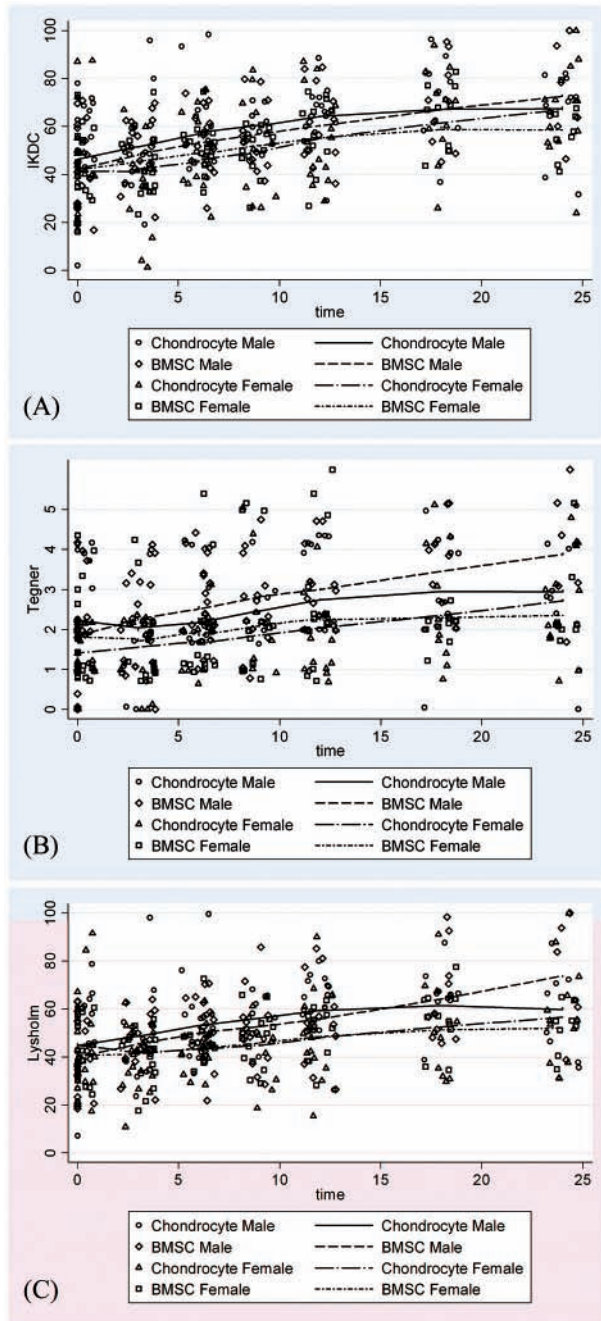 100
80
60
40
20
0
IKDC
0 5 10 15 20 25
time
Chondrocyte Male Chondrocyte Male
BMSC Male BMSC Male
Chondrocyte Female Chondrocyte Female
BMSC Female BMSC Female
(A)
6
5
4
3
2
1
0
Tegner
0 5 10 15 20 25
time
Chondrocyte Male Chondrocyte Male
BMSC Male BMSC Male
Chondrocyte Female Chondrocyte Female
BMSC Female BMSC Female
(B)
100
80
60
40
20
0
Lysholm
0 5 10 15 20 25
time
Chondrocyte Male Chondrocyte Male
BMSC Male BMSC Male
Chondrocyte Female Chondrocyte Female
BMSC Female BMSC Female
(C)